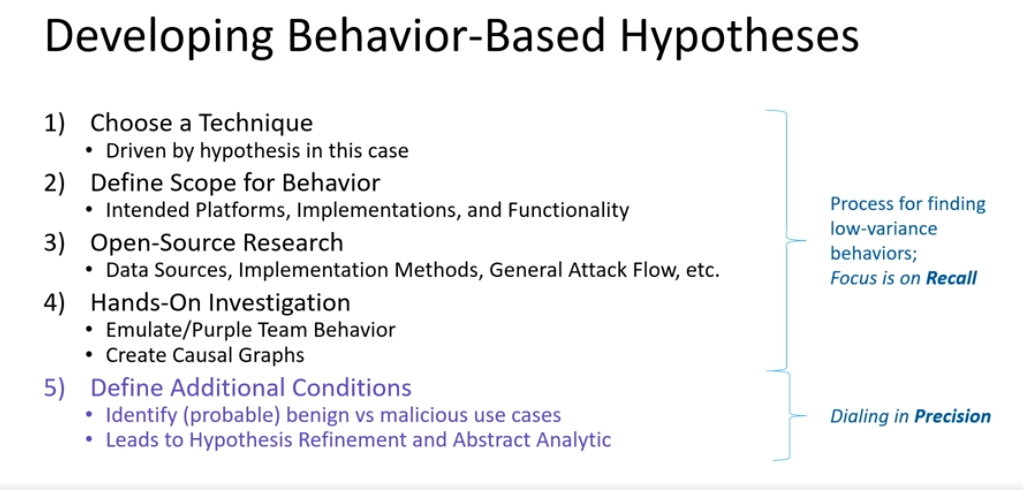 Developing Behavior-Based Hypotheses
1) Choose a Technique
• Driven by hypothesis in this case
2) Define Scope for Behavior
• Intended Platforms, Implementations, and Functionality
3) Open-Source Research
• Data Sources, Implementation Methods, General Attack Flow, etc.
4) Hands-On Investigation
• Emulate/Purple Team Behavior
• Create Causal Graphs
5) Define Additional Conditions
• Identify (probable) benign vs malicious use cases
• Leads to Hypothesis Refinement and Abstract Analytic
Process for finding
low-variance
behaviors;
Focus is on Recall
Dialing in Precision